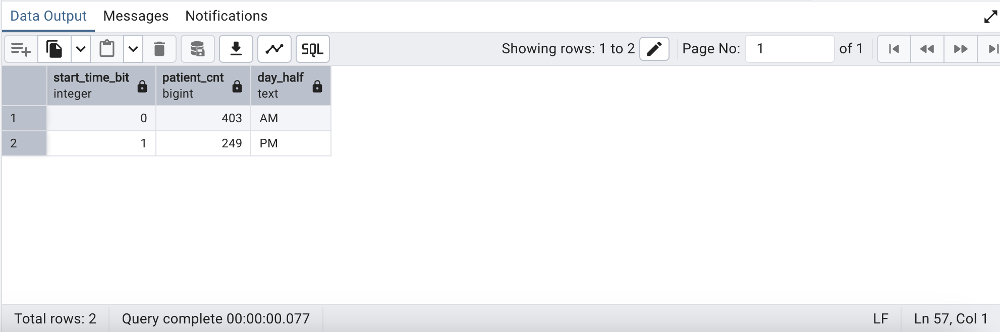 Data Output Messages Notifications
SQL Showing rows: 1 to 2 Page No: 1 of 1
start_time_bit patient_cnt day_half
integer bigint text
1 0 403 AM
2 1 249 PM
Total rows: 2 Query complete 00:00:00.077 LF Ln 57, Col 1